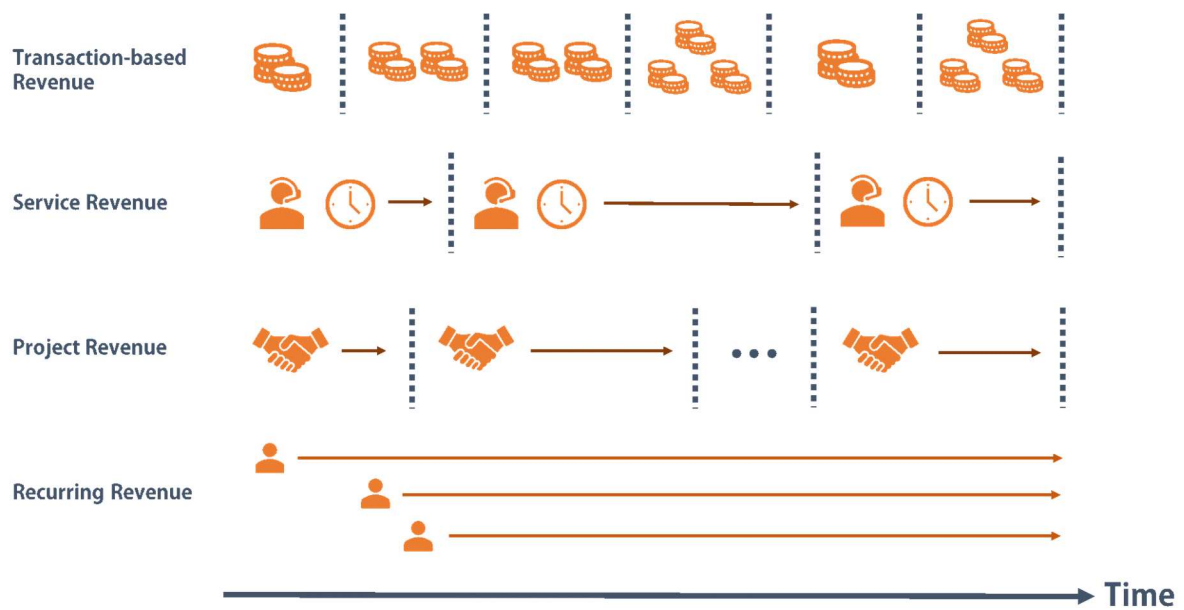 Transaction-based
Revenue
Service Revenue
Project Revenue
Recurring Revenue
Time